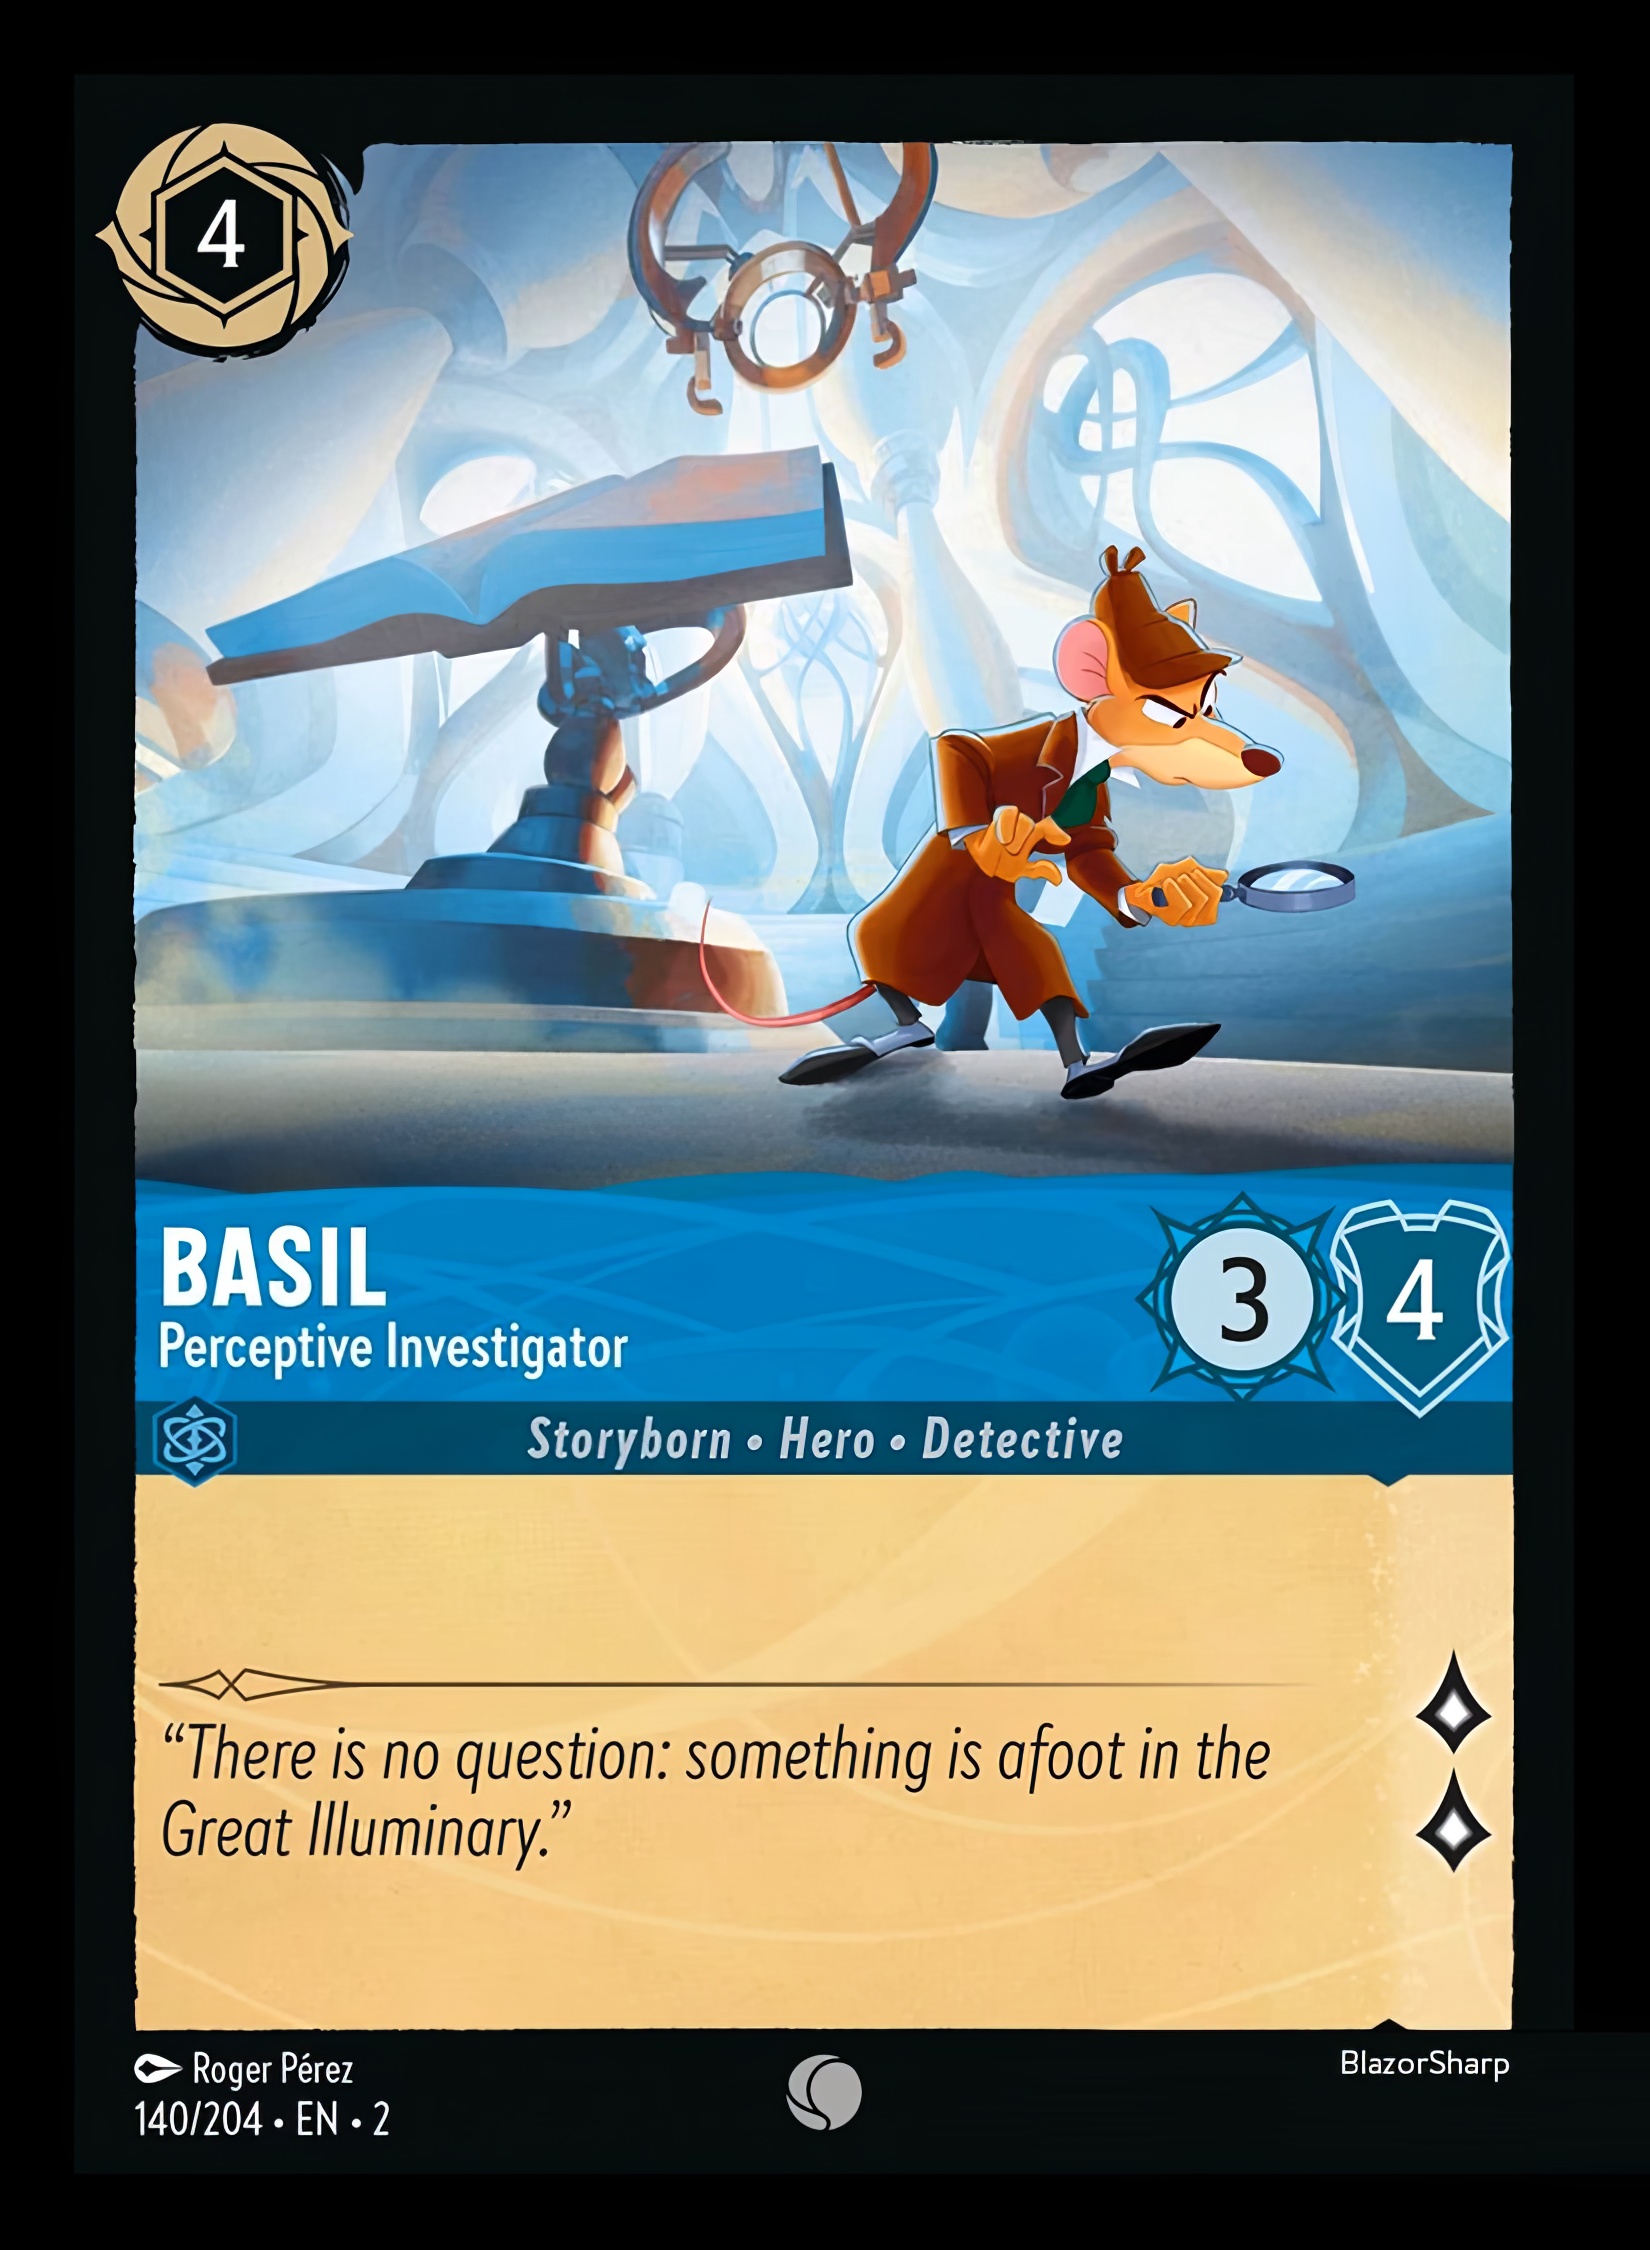 4
BASIL
Perceptive Investigator
3
4
Storyborn • Hero • Detective
“There is no question: something is afoot in the
Great Illuminary.”
Roger Pérez
BlazorSharp
140/204 • EN • 2